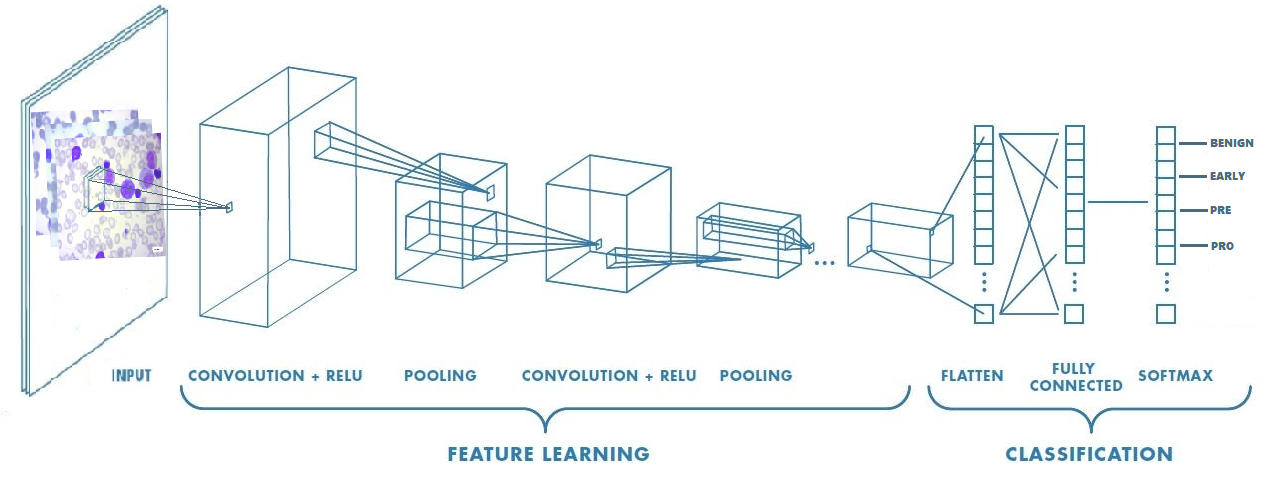 BENIGN
EARLY
PRE
PRO
INPUT
CONVOLUTION + RELU
POOLING
CONVOLUTION + RELU
POOLING
FLATTEN
FULLY
CONNECTED
SOFTMAX
FEATURE LEARNING
CLASSIFICATION